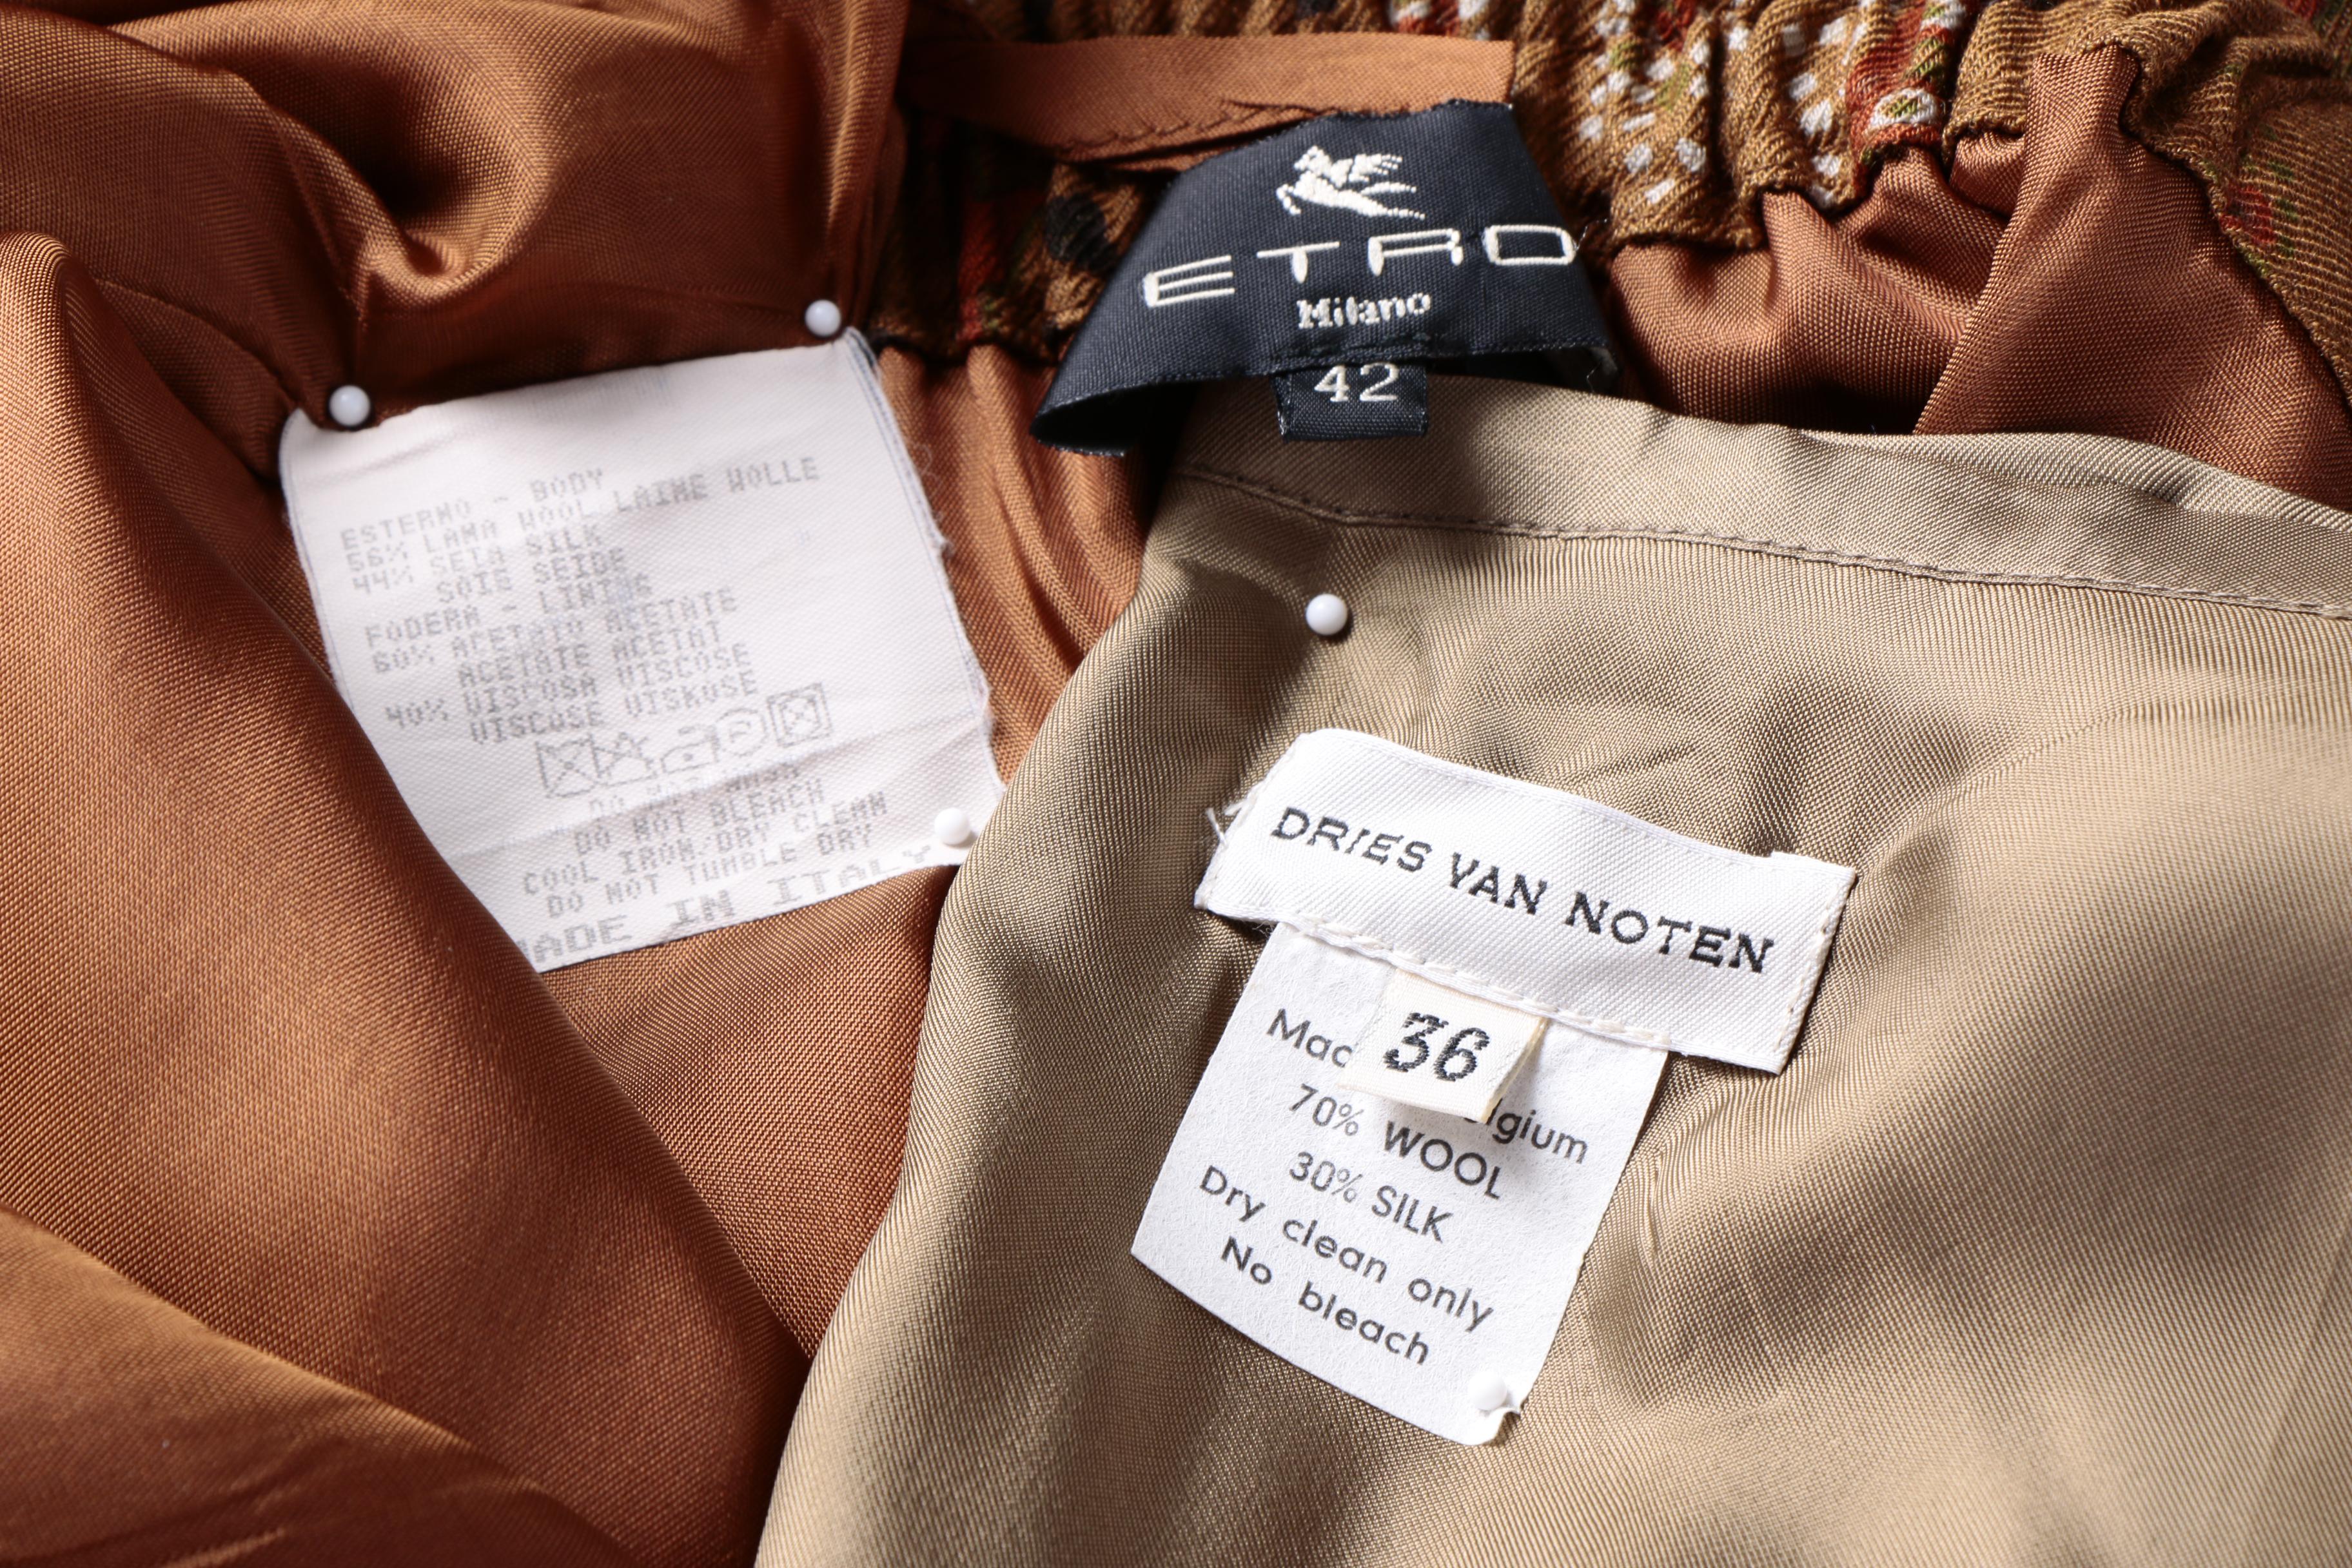 ETRO
Milano
42
ESTERNO - BODY
56% LANA WOOL LAINE WOLLE
44% SETA SILK
SOIE SEIDE
FODERA - LINING
60% ACETATO ACETATE
ACETATE ACETAT
40% VISCOSA VISCOSE
VISCOSE VISKOSE
DO NOT BLEACH
COOL IRON/DRY CLEAN
DO NOT TUMBLE DRY
MADE IN ITALY
DRIES VAN NOTEN
36
70% WOOL
30% SILK
Dry clean only
No bleach